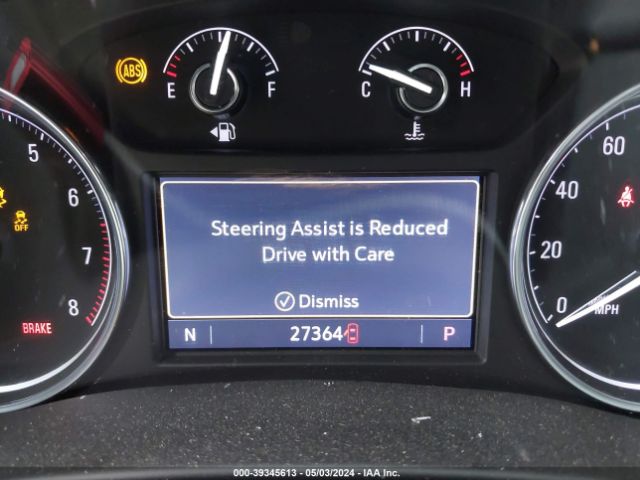 ABS
E F
C H
5
6
7
8
OFF
BRAKE
60
40
20
0
MPH
Steering Assist is Reduced
Drive with Care
Dismiss
N 27364 P
000-39345613 - 05/03/2024 - IAA Inc.